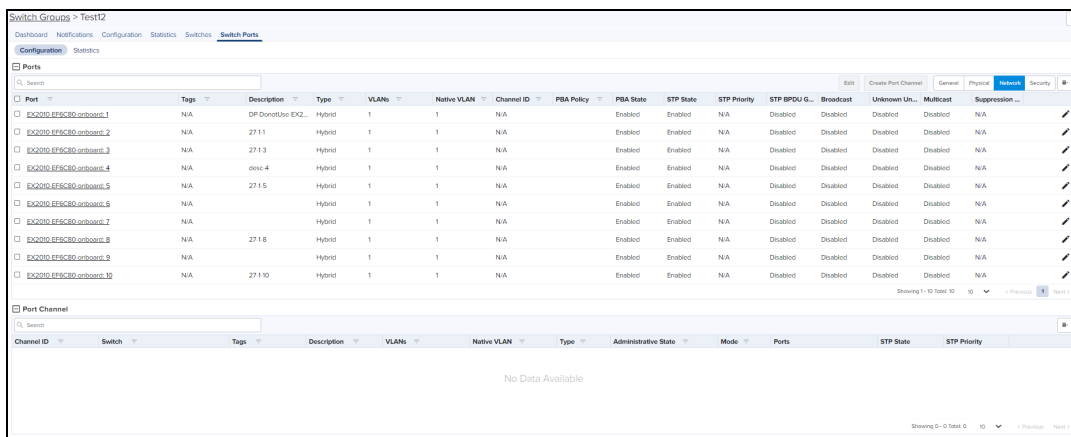 Switch Groups > Test12
Dashboard Notifications Configuration Statistics Switches Switch Ports
Configuration Statistics
Ports
Search Edit Create Port Channel General Physical Network Security
Port Tags Description Type VLANs Native VLAN Channel ID PBA Policy PBA State STP State STP Priority STP BPDU G... Broadcast Unknown Un... Multicast Suppression ...
EX2010-EF6C80-onboard: 1 N/A DP-DonotUse-EX2... Hybrid 1 1 N/A Enabled Enabled N/A Disabled Disabled Disabled Disabled N/A
EX2010-EF6C80-onboard: 2 N/A 27-1-1 Hybrid 1 1 N/A Enabled Enabled N/A Disabled Disabled Disabled Disabled N/A
EX2010-EF6C80-onboard: 3 N/A 27-1-3 Hybrid 1 1 N/A Enabled Enabled N/A Disabled Disabled Disabled Disabled N/A
EX2010-EF6C80-onboard: 4 N/A desc-4 Hybrid 1 1 N/A Enabled Enabled N/A Disabled Disabled Disabled Disabled N/A
EX2010-EF6C80-onboard: 5 N/A 27-1-5 Hybrid 1 1 N/A Enabled Enabled N/A Disabled Disabled Disabled Disabled N/A
EX2010-EF6C80-onboard: 6 N/A Hybrid 1 1 N/A Enabled Enabled N/A Disabled Disabled Disabled Disabled N/A
EX2010-EF6C80-onboard: 7 N/A Hybrid 1 1 N/A Enabled Enabled N/A Disabled Disabled Disabled Disabled N/A
EX2010-EF6C80-onboard: 8 N/A 27-1-8 Hybrid 1 1 N/A Enabled Enabled N/A Disabled Disabled Disabled Disabled N/A
EX2010-EF6C80-onboard: 9 N/A Hybrid 1 1 N/A Enabled Enabled N/A Disabled Disabled Disabled Disabled N/A
EX2010-EF6C80-onboard: 10 N/A 27-1-10 Hybrid 1 1 N/A Enabled Enabled N/A Disabled Disabled Disabled Disabled N/A
Showing 1 - 10 Total: 10 10 < Previous 1 Next >
Port Channel
Search
Channel ID Switch Tags Description VLANs Native VLAN Type Administrative State Mode Ports STP State STP Priority
No Data Available
Showing 0 - 0 Total: 0 10 < Previous Next >